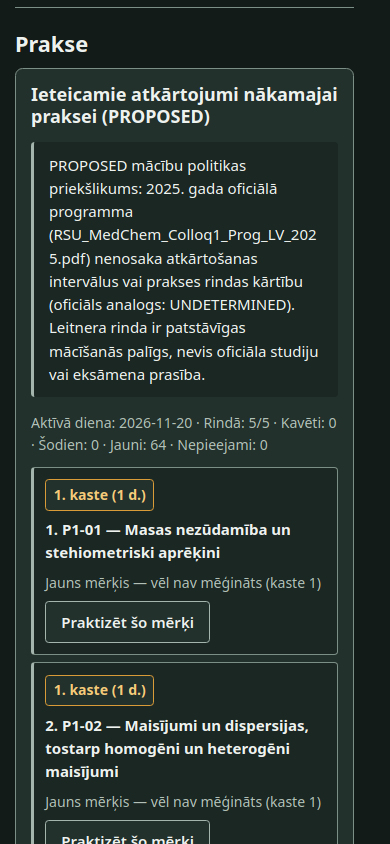 Prakse
Ieteicamie atkārtojumi nākamajai
praksei (PROPOSED)
PROPOSED mācību politikas
priekšlikums: 2025. gada oficiālā
programma
(RSU_MedChem_Colloq1_Prog_LV_202
5.pdf) nenosaka atkārtošanas
intervālus vai prakses rindas kārtību
(oficiāls analogs: UNDETERMINED).
Leitnera rinda ir patstāvīgas
mācīšanās palīgs, nevis oficiāla studiju
vai eksāmena prasība.
Aktīvā diena: 2026-11-20 · Rindā: 5/5 · Kavēti: 0
· Šodien: 0 · Jauni: 64 · Nepieejami: 0
1. kaste (1 d.)
1. P1-01 — Masas nezūdamība un
stehiometriski aprēķini
Jauns mērķis — vēl nav mēģināts (kaste 1)
Praktizēt šo mērķi
1. kaste (1 d.)
2. P1-02 — Maisījumi un dispersijas,
tostarp homogēni un heterogēni
maisījumi
Jauns mērķis — vēl nav mēģināts (kaste 1)
Praktizēt šo mērķi